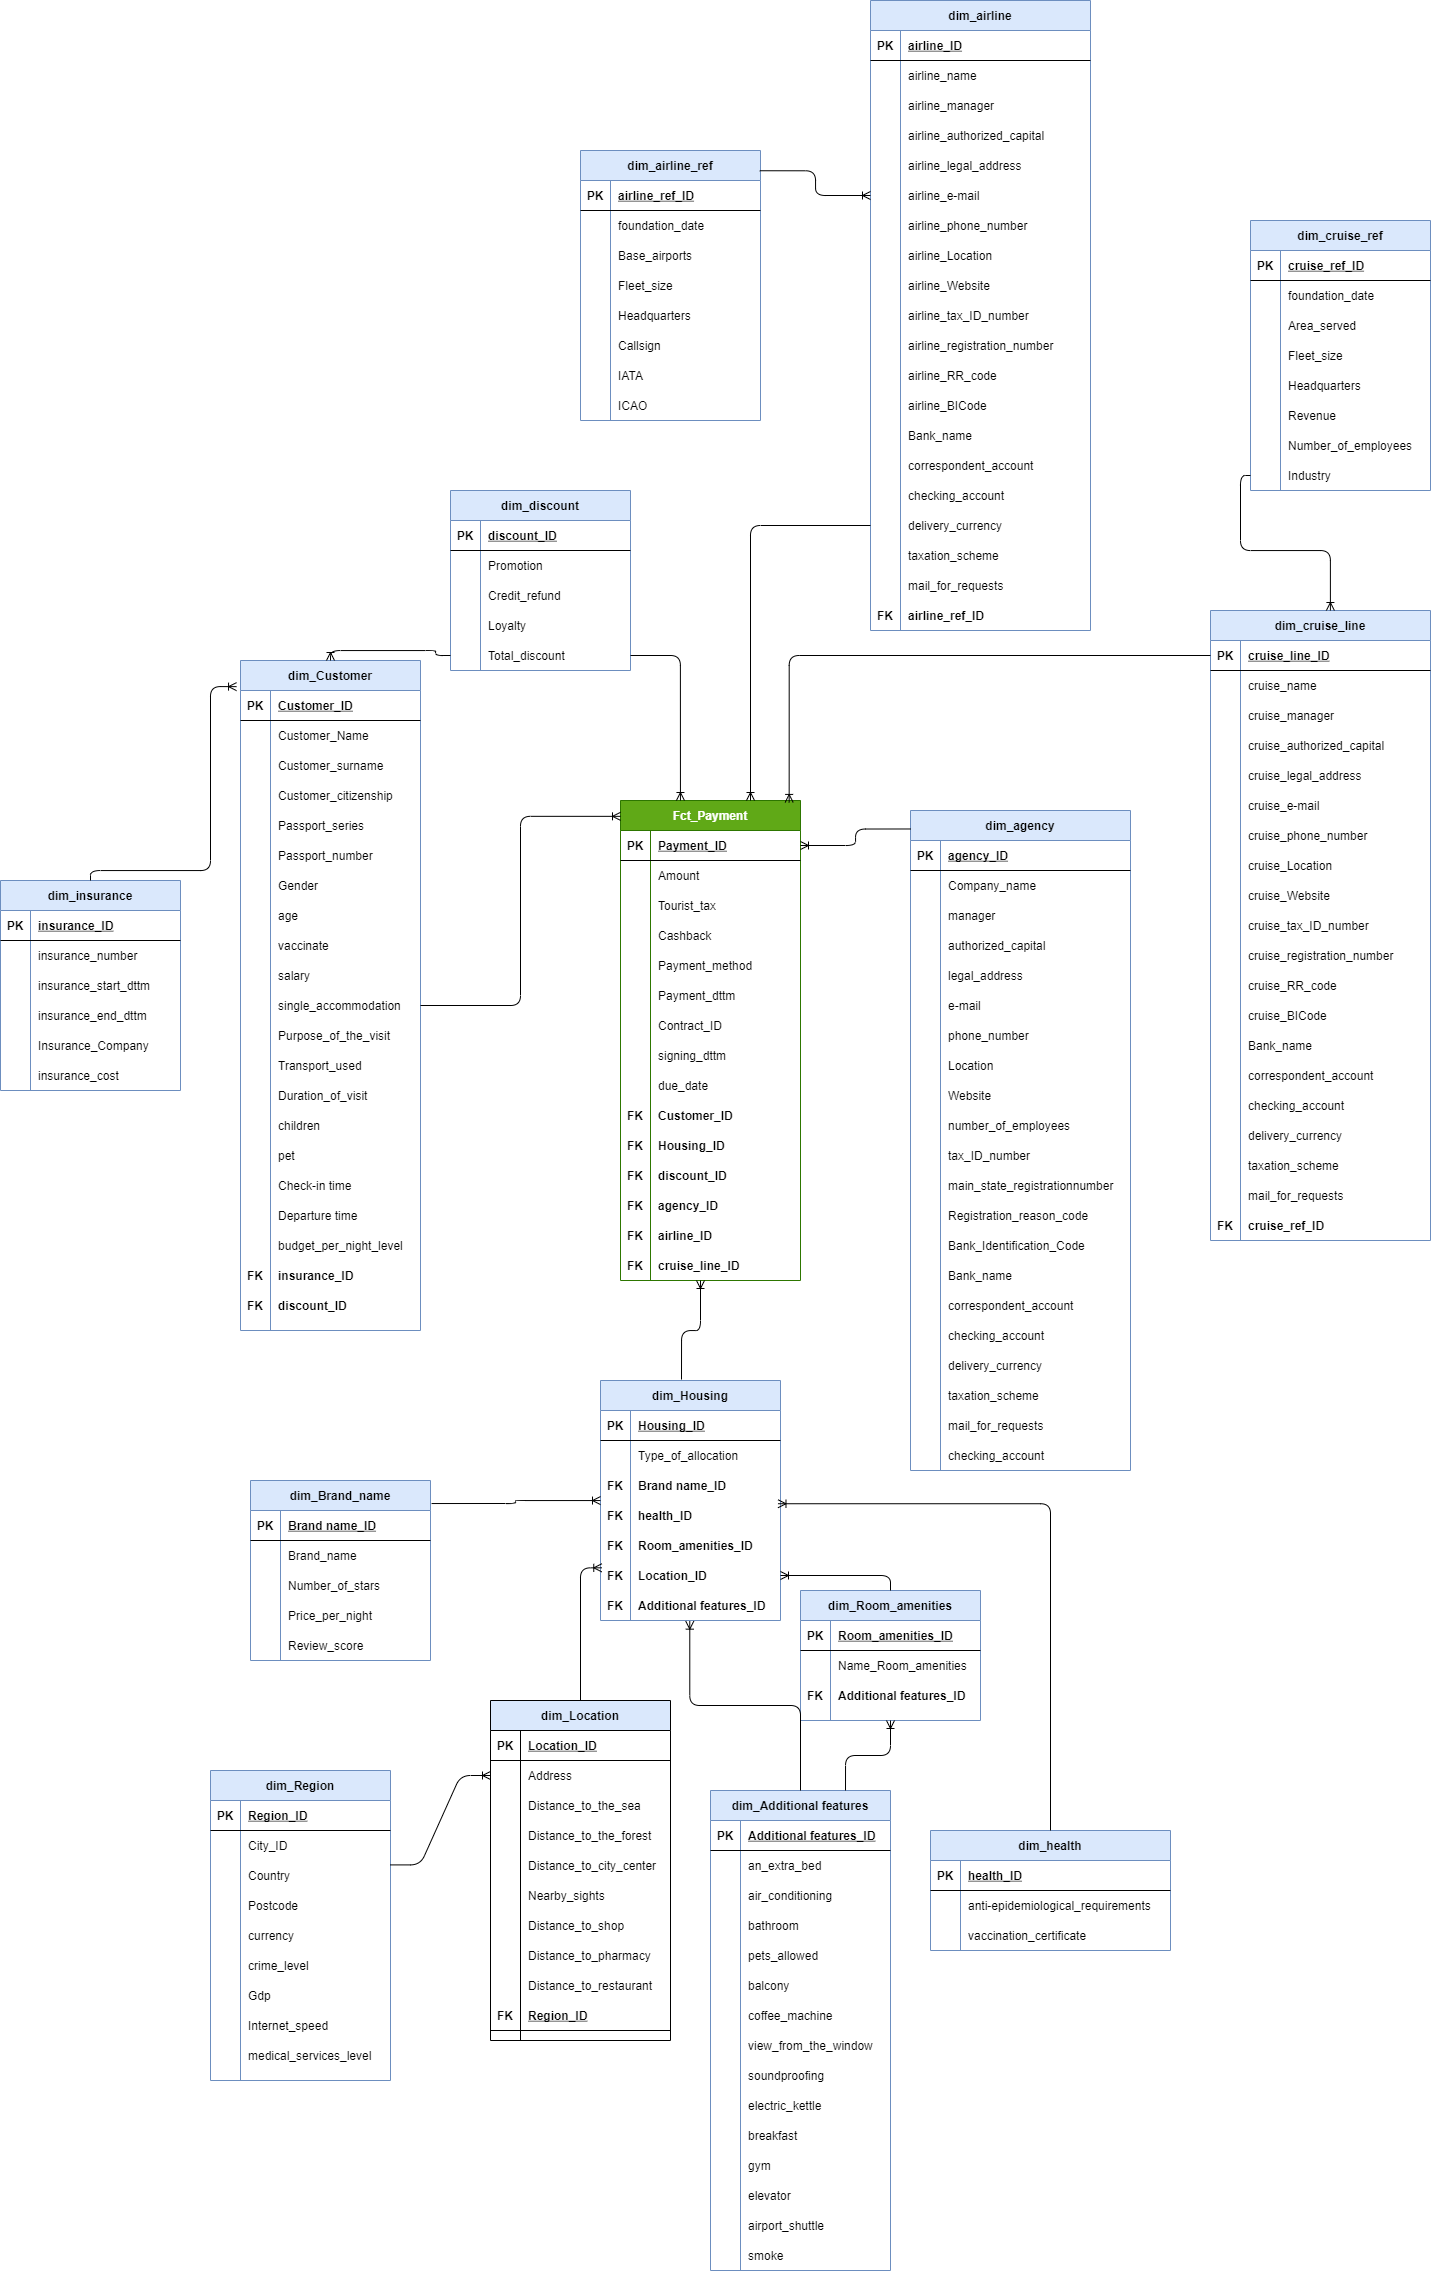 dim_airline
PK airline_ID
airline_name
airline_manager
airline_authorized_capital
airline_legal_address
airline_e-mail
airline_phone_number
airline_Location
airline_Website
airline_tax_ID_number
airline_registration_number
airline_RR_code
airline_BICode
Bank_name
correspondent_account
checking_account
delivery_currency
taxation_scheme
mail_for_requests
FK airline_ref_ID
dim_airline_ref
PK airline_ref_ID
foundation_date
Base_airports
Fleet_size
Headquarters
Callsign
IATA
ICAO
dim_cruise_ref
PK cruise_ref_ID
foundation_date
Area_served
Fleet_size
Headquarters
Revenue
Number_of_employees
Industry
dim_discount
PK discount_ID
Promotion
Credit_refund
Loyalty
Total_discount
dim_cruise_line
PK cruise_line_ID
cruise_name
cruise_manager
cruise_authorized_capital
cruise_legal_address
cruise_e-mail
cruise_phone_number
cruise_Location
cruise_Website
cruise_tax_ID_number
cruise_registration_number
cruise_RR_code
cruise_BICode
Bank_name
correspondent_account
checking_account
delivery_currency
taxation_scheme
mail_for_requests
FK cruise_ref_ID
dim_Customer
PK Customer_ID
Customer_Name
Customer_surname
Customer_citizenship
Passport_series
Passport_number
Gender
age
vaccinate
salary
single_accommodation
Purpose_of_the_visit
Transport_used
Duration_of_visit
children
pet
Check-in time
Departure time
budget_per_night_level
FK insurance_ID
FK discount_ID
dim_insurance
PK insurance_ID
insurance_number
insurance_start_dttm
insurance_end_dttm
Insurance_Company
insurance_cost
Fct_Payment
PK Payment_ID
Amount
Tourist_tax
Cashback
Payment_method
Payment_dttm
Contract_ID
signing_dttm
due_date
FK Customer_ID
FK Housing_ID
FK discount_ID
FK agency_ID
FK airline_ID
FK cruise_line_ID
dim_agency
PK agency_ID
Company_name
manager
authorized_capital
legal_address
e-mail
phone_number
Location
Website
number_of_employees
tax_ID_number
main_state_registrationnumber
Registration_reason_code
Bank_Identification_Code
Bank_name
correspondent_account
checking_account
delivery_currency
taxation_scheme
mail_for_requests
checking_account
dim_Housing
PK Housing_ID
Type_of_allocation
FK Brand name_ID
FK health_ID
FK Room_amenities_ID
FK Location_ID
FK Additional features_ID
dim_Brand_name
PK Brand name_ID
Brand_name
Number_of_stars
Price_per_night
Review_score
dim_Room_amenities
PK Room_amenities_ID
Name_Room_amenities
FK Additional features_ID
dim_Location
PK Location_ID
Address
Distance_to_the_sea
Distance_to_the_forest
Distance_to_city_center
Nearby_sights
Distance_to_shop
Distance_to_pharmacy
Distance_to_restaurant
FK Region_ID
dim_Region
PK Region_ID
City_ID
Country
Postcode
currency
crime_level
Gdp
Internet_speed
medical_services_level
dim_Additional features
PK Additional features_ID
an_extra_bed
air_conditioning
bathroom
pets_allowed
balcony
coffee_machine
view_from_the_window
soundproofing
electric_kettle
breakfast
gym
elevator
airport_shuttle
smoke
dim_health
PK health_ID
anti-epidemiological_requirements
vaccination_certificate